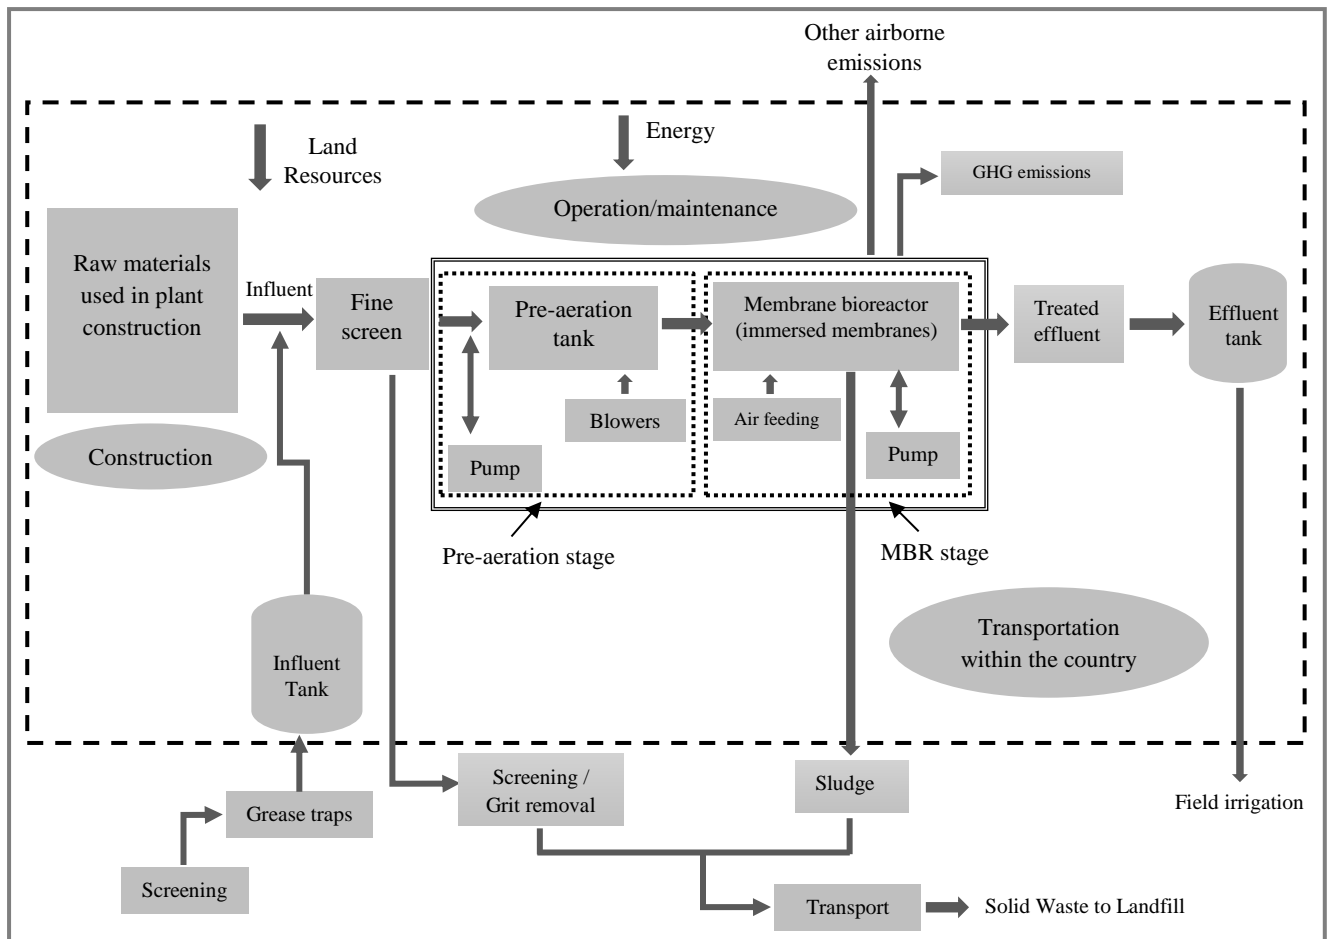 Other airborne
emissions
Energy
Land
Resources
GHG emissions
Operation/maintenance
Raw materials
used in plant
construction
Influent
Fine
screen
Pre-aeration
tank
Membrane bioreactor
(immersed membranes)
Treated
effluent
Effluent
tank
Blowers
Air feeding
Pump
Pump
Construction
Pre-aeration stage
MBR stage
Transportation
within the country
Influent
Tank
Screening /
Grit removal
Sludge
Field irrigation
Grease traps
Screening
Transport
Solid Waste to Landfill